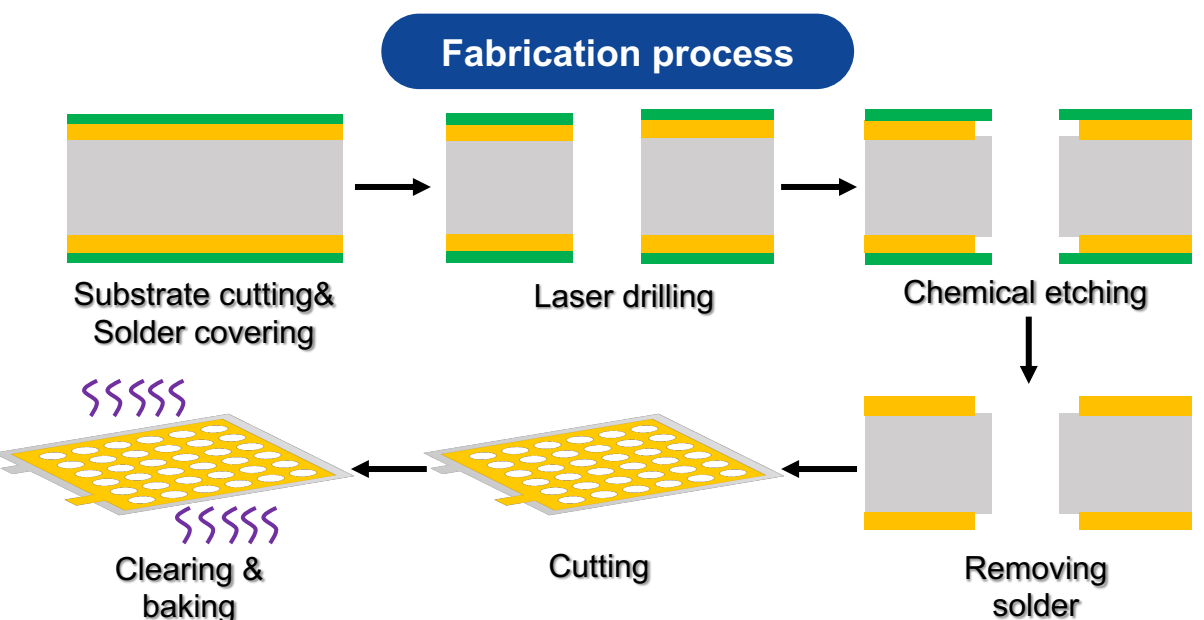 Fabrication process
Substrate cutting&
Solder covering
Laser drilling
Chemical etching
Clearing &
baking
Cutting
Removing
solder